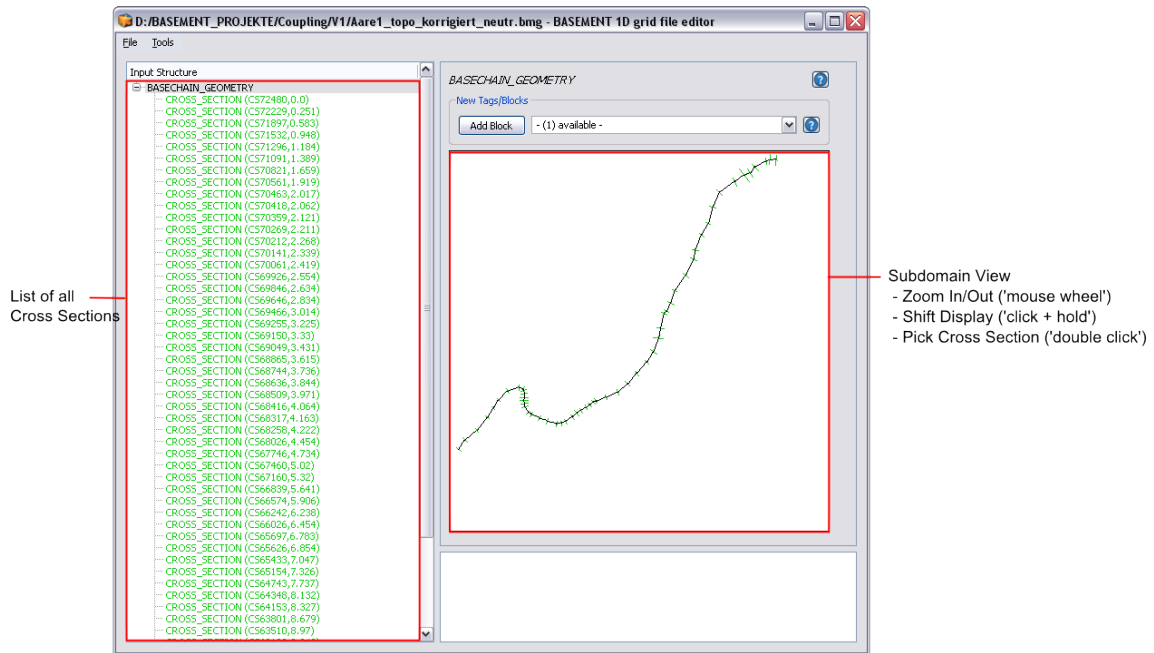 D:/BASEMENT_PROJEKTE/Coupling/V1/Aare1_topo_korrigiert_neutr.bmg - BASEMENT 1D grid file editor
File Tools
Input Structure
BASECHAIN_GEOMETRY
CROSS_SECTION (CS72480,0.0)
CROSS_SECTION (CS72229,0.251)
CROSS_SECTION (CS71897,0.583)
CROSS_SECTION (CS71532,0.948)
CROSS_SECTION (CS71296,1.184)
CROSS_SECTION (CS71091,1.389)
CROSS_SECTION (CS70821,1.659)
CROSS_SECTION (CS70561,1.919)
CROSS_SECTION (CS70463,2.017)
CROSS_SECTION (CS70418,2.062)
CROSS_SECTION (CS70359,2.121)
CROSS_SECTION (CS70269,2.211)
CROSS_SECTION (CS70212,2.268)
CROSS_SECTION (CS70141,2.339)
CROSS_SECTION (CS70061,2.419)
CROSS_SECTION (CS69926,2.554)
CROSS_SECTION (CS69846,2.634)
CROSS_SECTION (CS69646,2.834)
CROSS_SECTION (CS69466,3.014)
CROSS_SECTION (CS69255,3.225)
CROSS_SECTION (CS69150,3.33)
CROSS_SECTION (CS69049,3.431)
CROSS_SECTION (CS68865,3.615)
CROSS_SECTION (CS68744,3.736)
CROSS_SECTION (CS68636,3.844)
CROSS_SECTION (CS68509,3.971)
CROSS_SECTION (CS68416,4.064)
CROSS_SECTION (CS68317,4.163)
CROSS_SECTION (CS68258,4.222)
CROSS_SECTION (CS68026,4.454)
CROSS_SECTION (CS67746,4.734)
CROSS_SECTION (CS67460,5.02)
CROSS_SECTION (CS67160,5.32)
CROSS_SECTION (CS66839,5.641)
CROSS_SECTION (CS66574,5.906)
CROSS_SECTION (CS66242,6.238)
CROSS_SECTION (CS66026,6.454)
CROSS_SECTION (CS65697,6.783)
CROSS_SECTION (CS65626,6.854)
CROSS_SECTION (CS65433,7.047)
CROSS_SECTION (CS65154,7.326)
CROSS_SECTION (CS64743,7.737)
CROSS_SECTION (CS64348,8.132)
CROSS_SECTION (CS64153,8.327)
CROSS_SECTION (CS63801,8.679)
CROSS_SECTION (CS63510,8.97)
BASECHAIN_GEOMETRY
New Tags/Blocks
Add Block - (1) available -
List of all
Cross Sections
Subdomain View
- Zoom In/Out ('mouse wheel')
- Shift Display ('click + hold')
- Pick Cross Section ('double click')